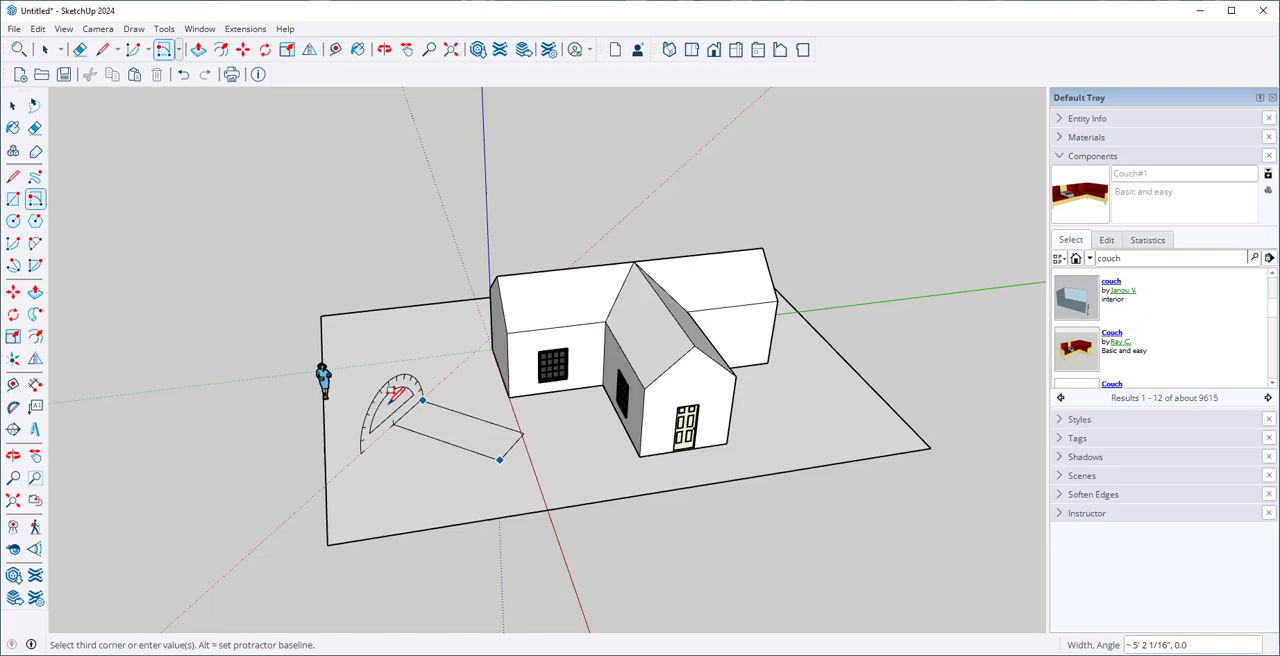 Untitled* - SketchUp 2024
File Edit View Camera Draw Tools Window Extensions Help
Default Tray
Entity Info
Materials
Components
Couch#1
Basic and easy
Select Edit Statistics
couch
couch
by Janou V.
interior
Couch
by Ray C.
Basic and easy
Couch
Results 1 - 12 of about 9615
Styles
Tags
Shadows
Scenes
Soften Edges
Instructor
Select third corner or enter value(s). Alt = set protractor baseline.
Width, Angle ~ 5' 2 1/16", 0.0